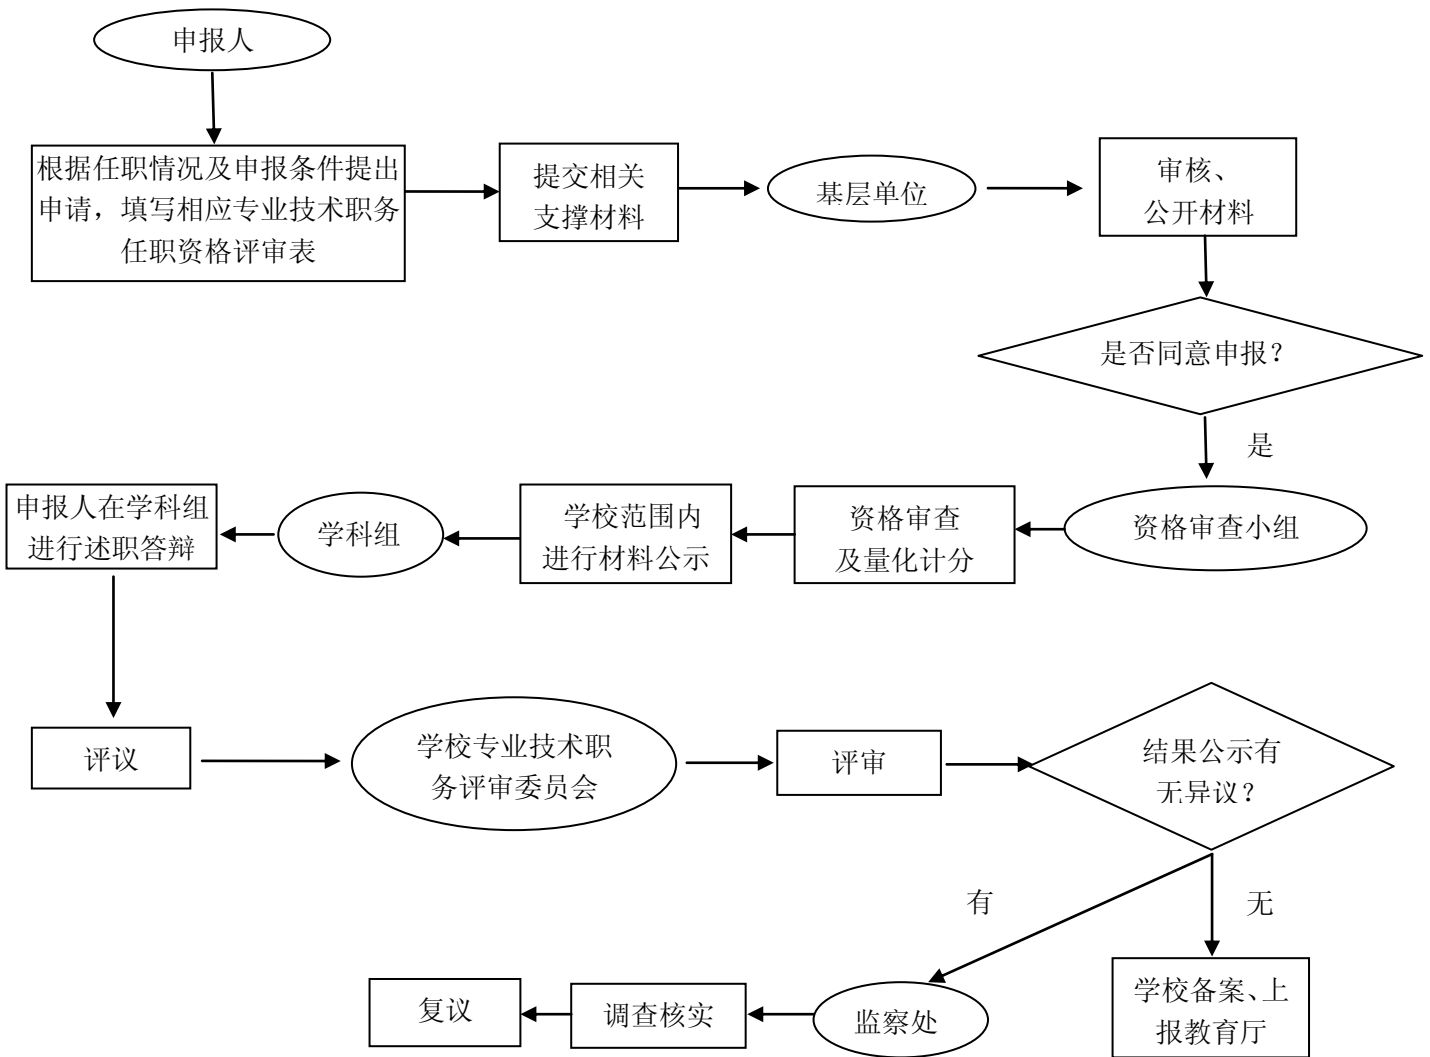 申报人
根据任职情况及申报条件提出
申请，填写相应专业技术职务
任职资格评审表
提交相关
支撑材料
基层单位
审核、
公开材料
是否同意申报？
是
资格审查小组
资格审查
及量化计分
学校范围内
进行材料公示
学科组
申报人在学科组
进行述职答辩
评议
学校专业技术职
务评审委员会
评审
结果公示有
无异议？
有
无
监察处
调查核实
复议
学校备案、上
报教育厅